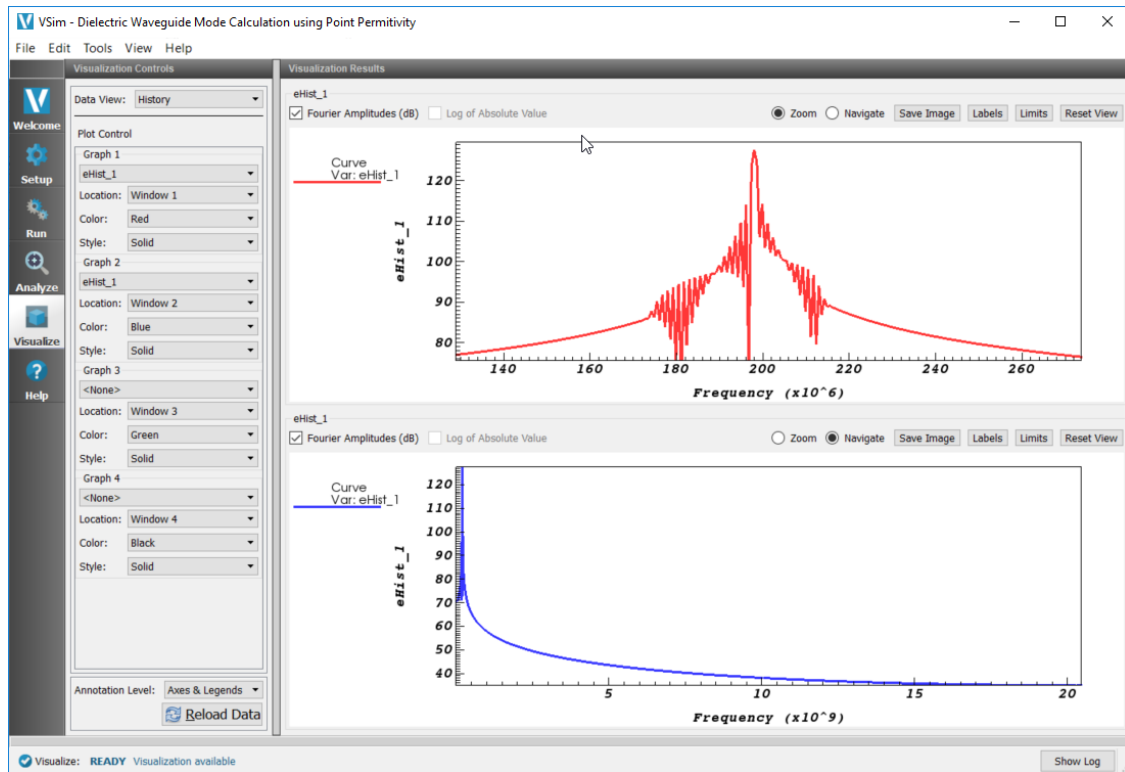 VSim - Dielectric Waveguide Mode Calculation using Point Permitivity
File Edit Tools View Help
Welcome
Setup
Run
Analyze
Visualize
Help
Visualization Controls
Data View: History
Plot Control
Graph 1
eHist_1
Location: Window 1
Color: Red
Style: Solid
Graph 2
eHist_1
Location: Window 2
Color: Blue
Style: Solid
Graph 3
<None>
Location: Window 3
Color: Green
Style: Solid
Graph 4
<None>
Location: Window 4
Color: Black
Style: Solid
Annotation Level: Axes & Legends
Reload Data
Visualization Results
eHist_1
Fourier Amplitudes (dB) Log of Absolute Value Zoom Navigate Save Image Labels Limits Reset View
Curve
Var: eHist_1
eHist_1
120
110
100
90
80
140 160 180 200 220 240 260
Frequency (x10^6)
eHist_1
Fourier Amplitudes (dB) Log of Absolute Value Zoom Navigate Save Image Labels Limits Reset View
Curve
Var: eHist_1
eHist_1
120
110
100
90
80
70
60
50
40
5 10 15 20
Frequency (x10^9)
Visualize: READY Visualization available
Show Log